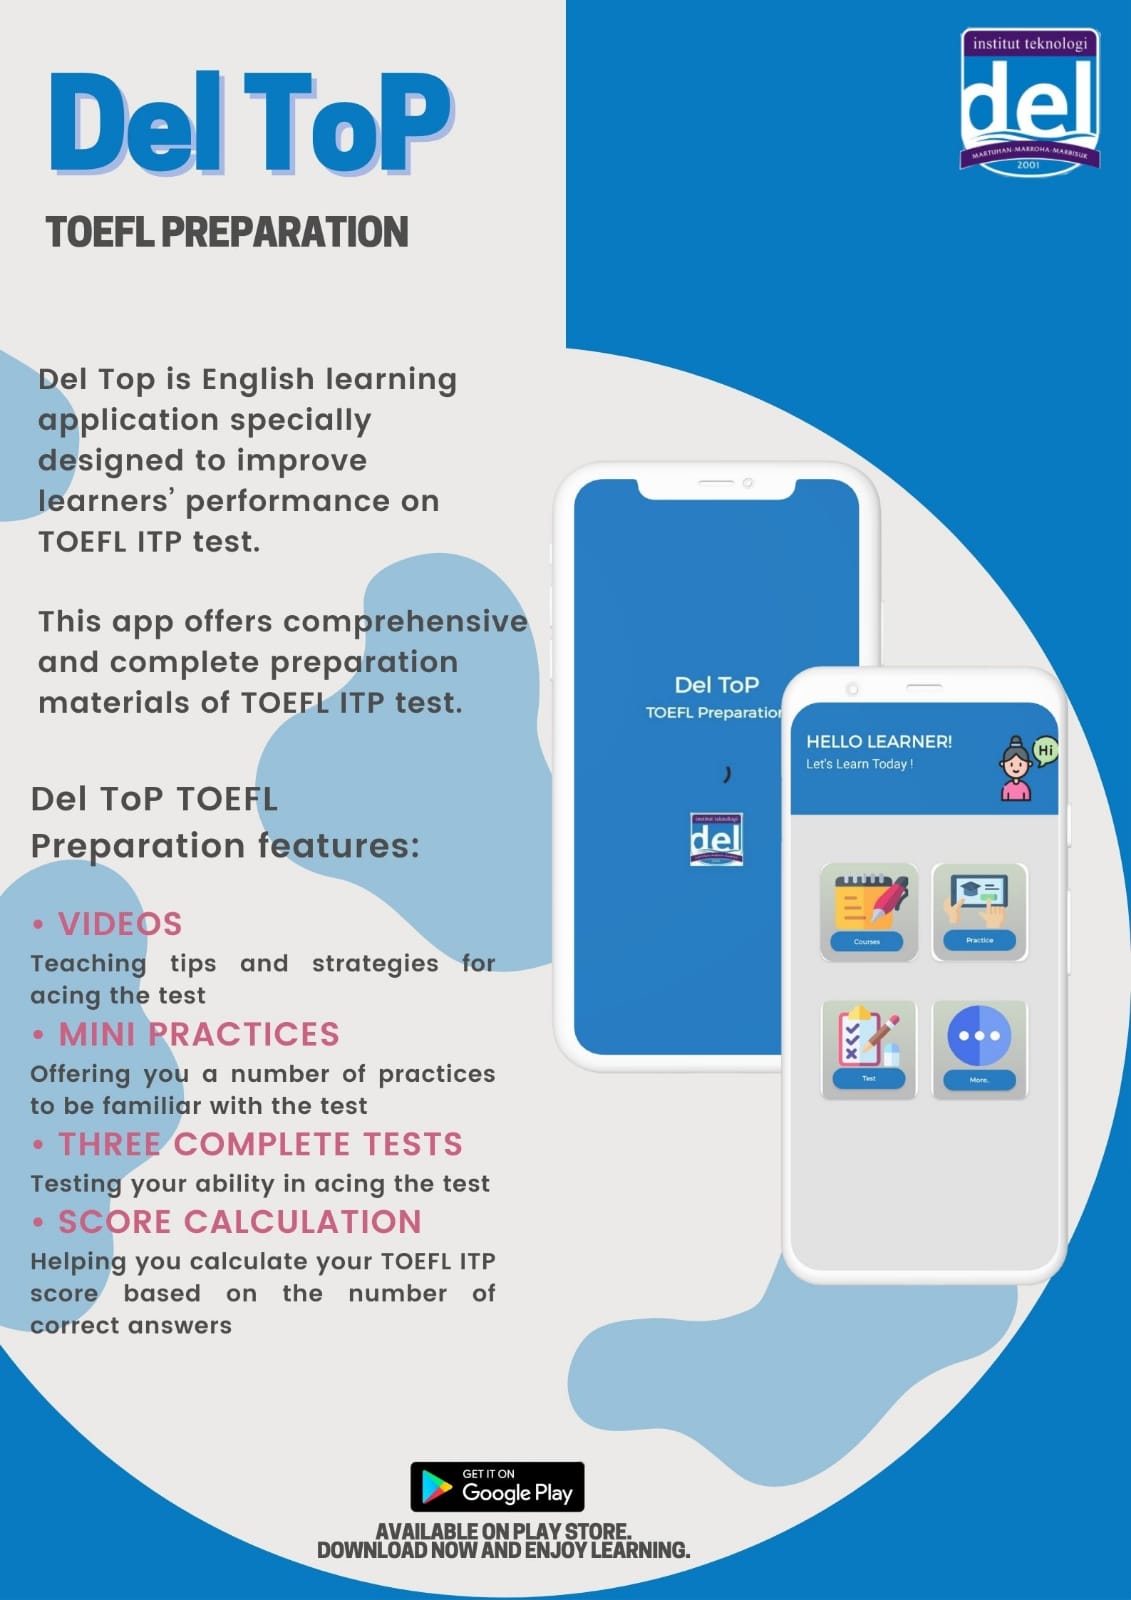 Del ToP
TOEFL PREPARATION
institut teknologi
del
MARTUHAN-MARROHA-MARBISUK
2001
Del Top is English learning
application specially
designed to improve
learners’ performance on
TOEFL ITP test.
This app offers comprehensive
and complete preparation
materials of TOEFL ITP test.
Del ToP TOEFL
Preparation features:
• VIDEOS
Teaching tips and strategies for
acing the test
• MINI PRACTICES
Offering you a number of practices
to be familiar with the test
• THREE COMPLETE TESTS
Testing your ability in acing the test
• SCORE CALCULATION
Helping you calculate your TOEFL ITP
score based on the number of
correct answers
Del ToP
TOEFL Preparation
institut teknologi
del
HELLO LEARNER!
Let's Learn Today !
Hi
Courses
Practice
Test
More.
GET IT ON
Google Play
AVAILABLE ON PLAY STORE.
DOWNLOAD NOW AND ENJOY LEARNING.